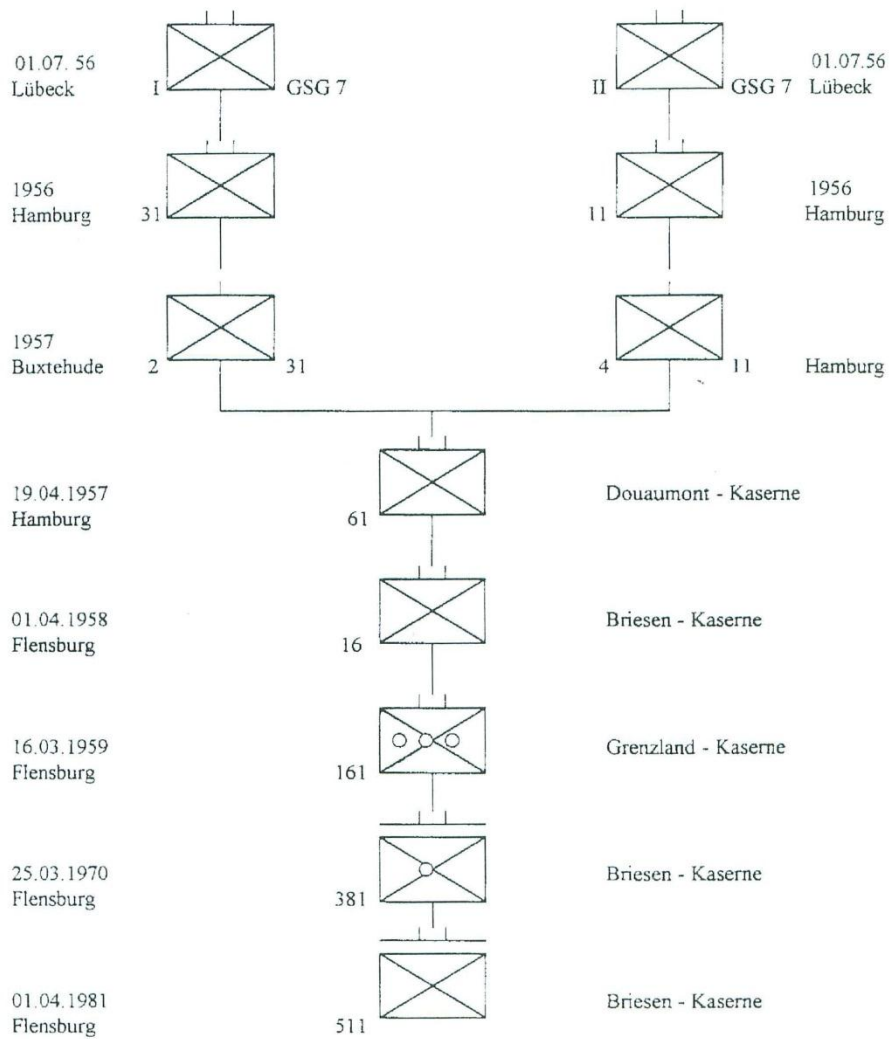 01.07. 56 01.07.56
Lübeck I GSG 7 II GSG 7 Lübeck
1956 1956
Hamburg 31 11 Hamburg
1957
Buxtehude 2 31 4 11 Hamburg
19.04.1957 Douaumont - Kaserne
Hamburg 61
01.04.1958 Briesen - Kaserne
Flensburg 16
16.03.1959 Grenzland - Kaserne
Flensburg 161
25.03.1970 Briesen - Kaserne
Flensburg 381
01.04.1981 Briesen - Kaserne
Flensburg 511